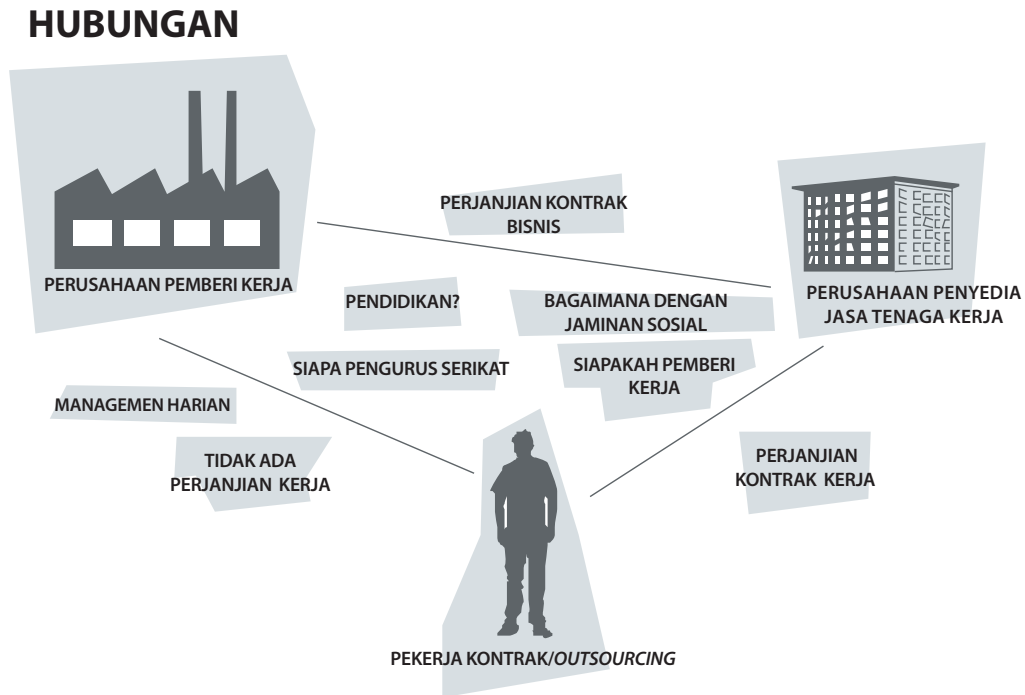 HUBUNGAN
PERUSAHAAN PEMBERI KERJA
PERJANJIAN KONTRAK
BISNIS
PERUSAHAAN PENYEDIA
JASA TENAGA KERJA
PENDIDIKAN?
BAGAIMANA DENGAN
JAMINAN SOSIAL
SIAPA PENGURUS SERIKAT
SIAPAKAH PEMBERI
KERJA
MANAGEMEN HARIAN
TIDAK ADA
PERJANJIAN KERJA
PERJANJIAN
KONTRAK KERJA
PEKERJA KONTRAK/OUTSOURCING